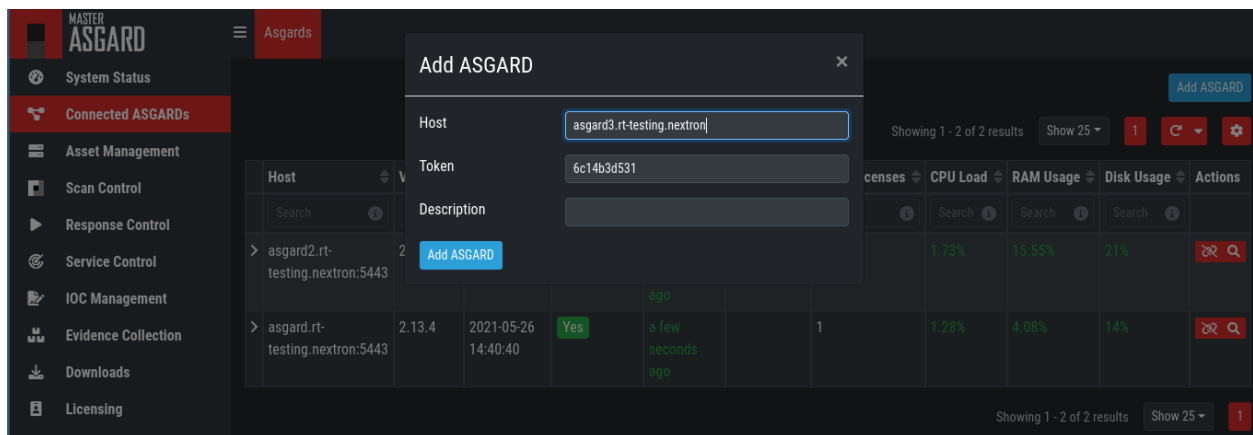 MASTER
ASGARD
Asgards
System Status
Connected ASGARDs
Asset Management
Scan Control
Response Control
Service Control
IOC Management
Evidence Collection
Downloads
Licensing
Add ASGARD
×
Host
asgard3.rt-testing.nextron
Token
6c14b3d531
Description
Add ASGARD
Add ASGARD
Showing 1 - 2 of 2 results
Show 25
1
Host
V
censes
CPU Load
RAM Usage
Disk Usage
Actions
Search
Search
Search
Search
asgard2.rt-
testing.nextron:5443
2
ago
1.73%
15.55%
21%
asgard.rt-
testing.nextron:5443
2.13.4
2021-05-26
14:40:40
Yes
a few
seconds
ago
1
1.28%
4.08%
14%
Showing 1 - 2 of 2 results
Show 25
1